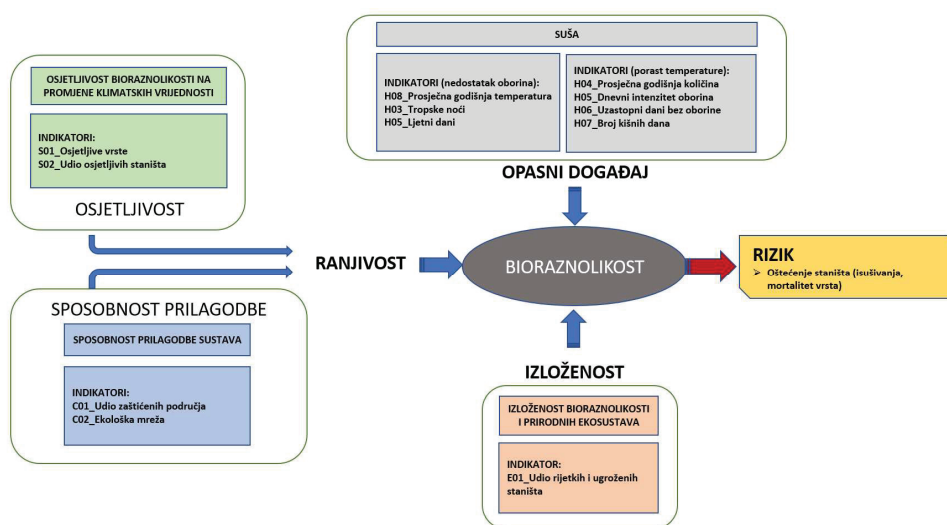 OSJETLJIVOST BIORAZNOLIKOSTI NA
PROMJENE KLIMATSKIH VRIJEDNOSTI
INDIKATORI:
S01_Osjetljive vrste
S02_Udio osjetljivih staništa
OSJETLJIVOST
SUŠA
INDIKATORI (nedostatak oborina):
H08_Prosječna godišnja temperatura
H03_Tropske noći
H05_Ljetni dani
INDIKATORI (porast temperature):
H04_Prosječna godišnja količina
H05_Dnevni intenzitet oborina
H06_Uzastopni dani bez oborine
H07_Broj kišnih dana
OPASNI DOGAĐAJ
RANJIVOST
BIORAZNOLIKOST
RIZIK
➢ Oštećenje staništa (isušivanja,
mortalitet vrsta)
SPOSOBNOST PRILAGODBE
SPOSOBNOST PRILAGODBE SUSTAVA
INDIKATORI:
C01_Udio zaštićenih područja
C02_Ekološka mreža
IZLOŽENOST
IZLOŽENOST BIORAZNOLIKOSTI
I PRIRODNIH EKOSUSTAVA
INDIKATOR:
E01_Udio rijetkih i ugroženih
staništa